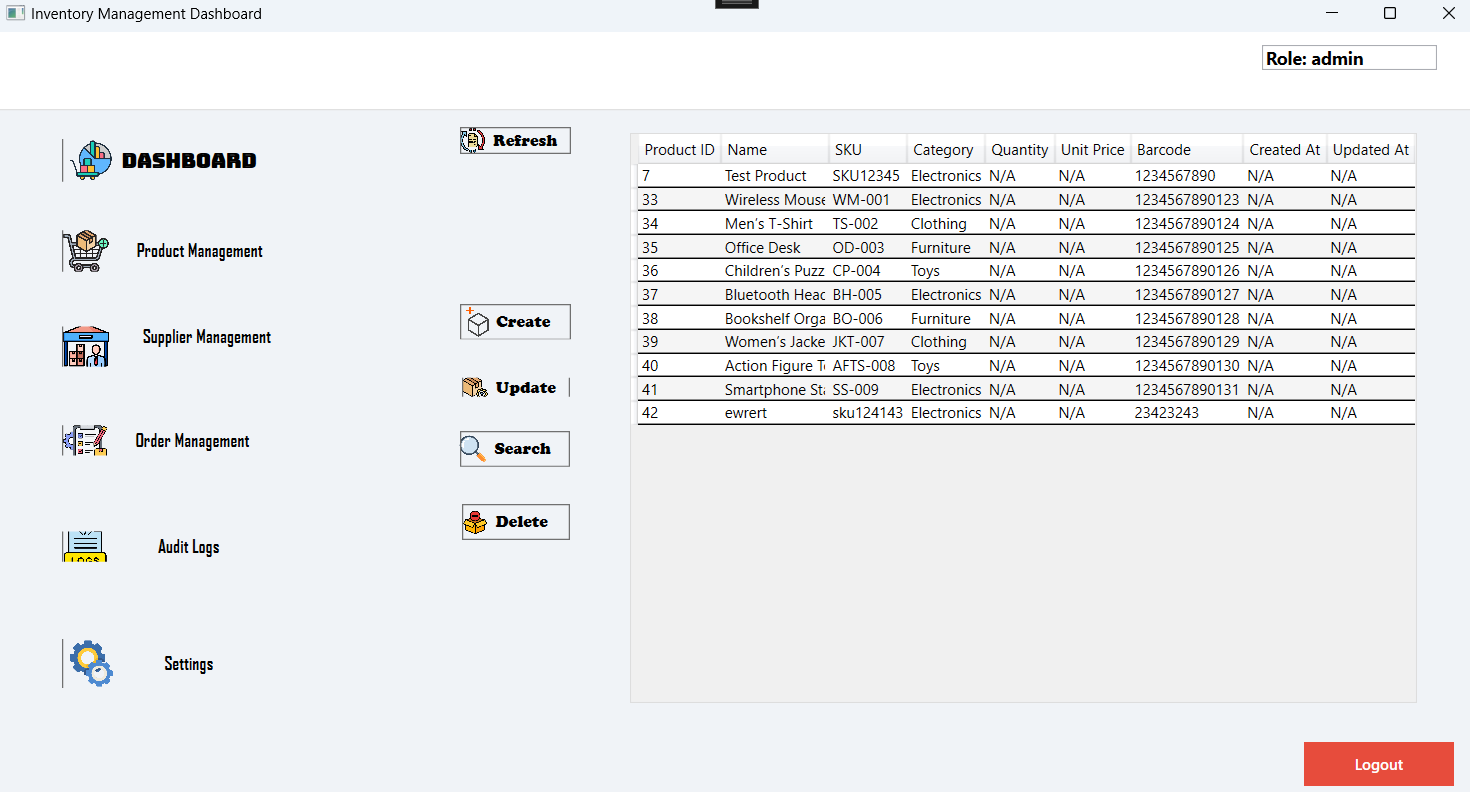 Inventory Management Dashboard
Role: admin
DASHBOARD
Product Management
Supplier Management
Order Management
LOGS
Audit Logs
Settings
Refresh
Create
Update
Search
Delete
Product ID Name SKU Category Quantity Unit Price Barcode Created At Updated At
7 Test Product SKU12345 Electronics N/A N/A 1234567890 N/A N/A
33 Wireless Mouse WM-001 Electronics N/A N/A 1234567890123 N/A N/A
34 Men’s T-Shirt TS-002 Clothing N/A N/A 1234567890124 N/A N/A
35 Office Desk OD-003 Furniture N/A N/A 1234567890125 N/A N/A
36 Children’s Puzz CP-004 Toys N/A N/A 1234567890126 N/A N/A
37 Bluetooth Head BH-005 Electronics N/A N/A 1234567890127 N/A N/A
38 Bookshelf Orga BO-006 Furniture N/A N/A 1234567890128 N/A N/A
39 Women’s Jacke JKT-007 Clothing N/A N/A 1234567890129 N/A N/A
40 Action Figure T AFTS-008 Toys N/A N/A 1234567890130 N/A N/A
41 Smartphone Sta SS-009 Electronics N/A N/A 1234567890131 N/A N/A
42 ewrert sku124143 Electronics N/A N/A 23423243 N/A N/A
Logout